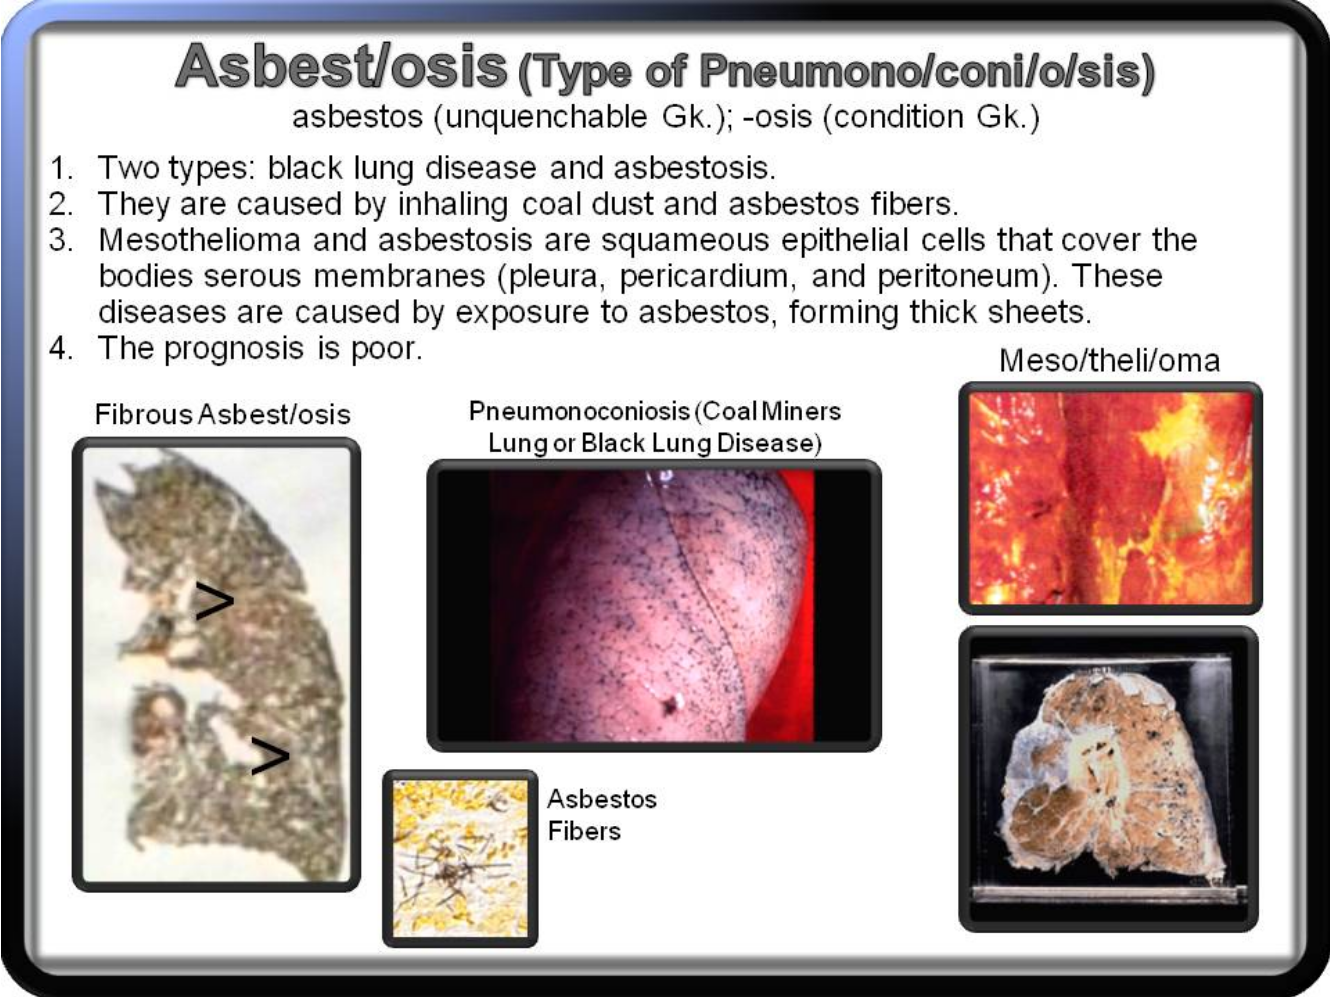 Asbest/osis (Type of Pneumono/coni/o/sis)
asbestos (unquenchable Gk.); -osis (condition Gk.)
1. Two types: black lung disease and asbestosis.
2. They are caused by inhaling coal dust and asbestos fibers.
3. Mesothelioma and asbestosis are squameous epithelial cells that cover the
bodies serous membranes (pleura, pericardium, and peritoneum). These
diseases are caused by exposure to asbestos, forming thick sheets.
4. The prognosis is poor.
Meso/theli/oma
Fibrous Asbest/osis
Pneumonoconiosis (Coal Miners
Lung or Black Lung Disease)
>
>
Asbestos
Fibers